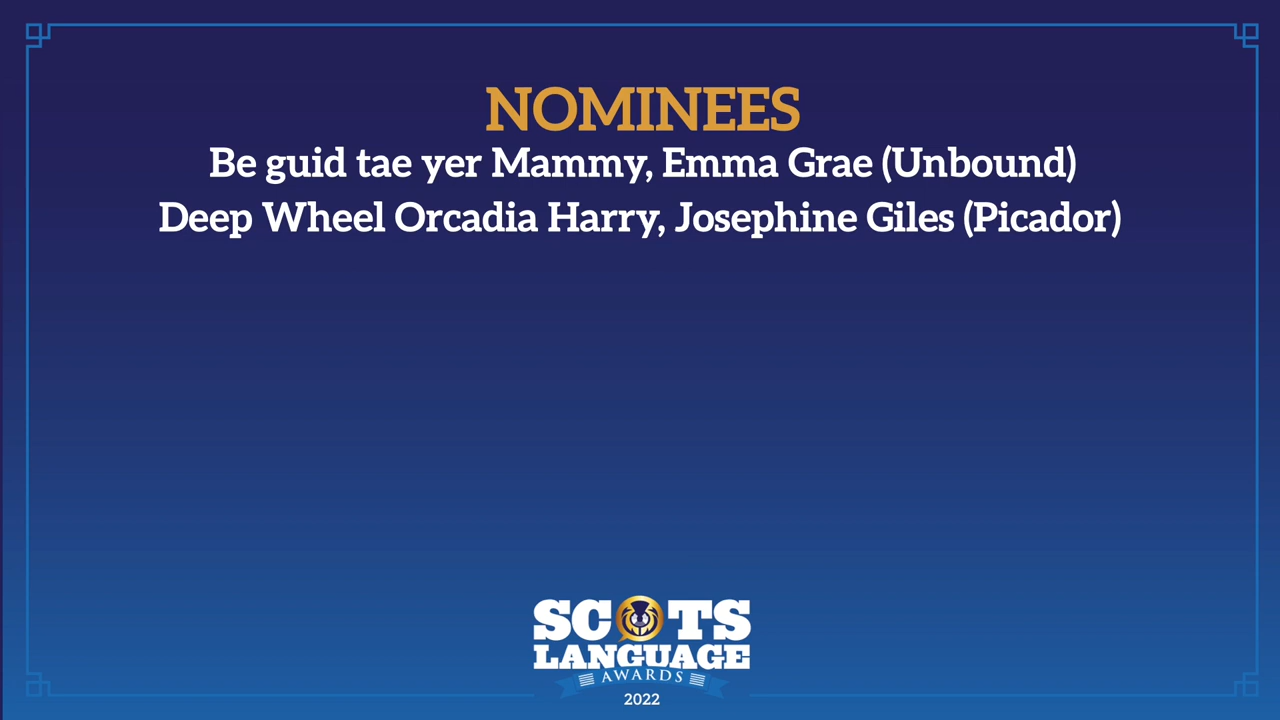 NOMINEES
Be guid tae yer Mammy, Emma Grae (Unbound)
Deep Wheel Orcadia Harry, Josephine Giles (Picador)
SCOTS
LANGUAGE
AWARDS
2022